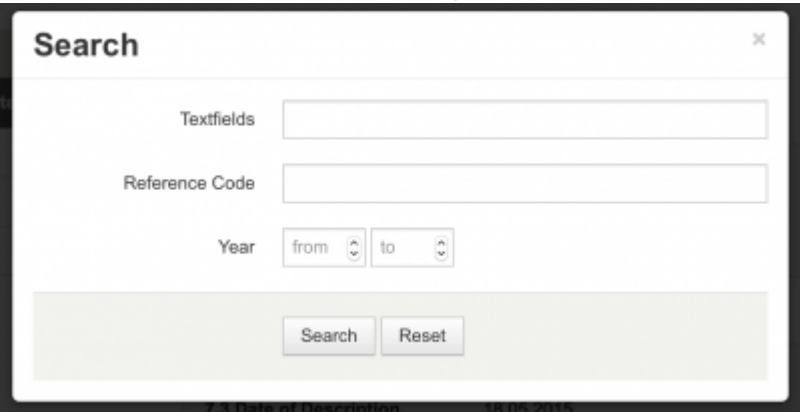 Search ×
Textfields
Reference Code
Year from to
Search Reset
7.3 Date of Description 18.05.2015